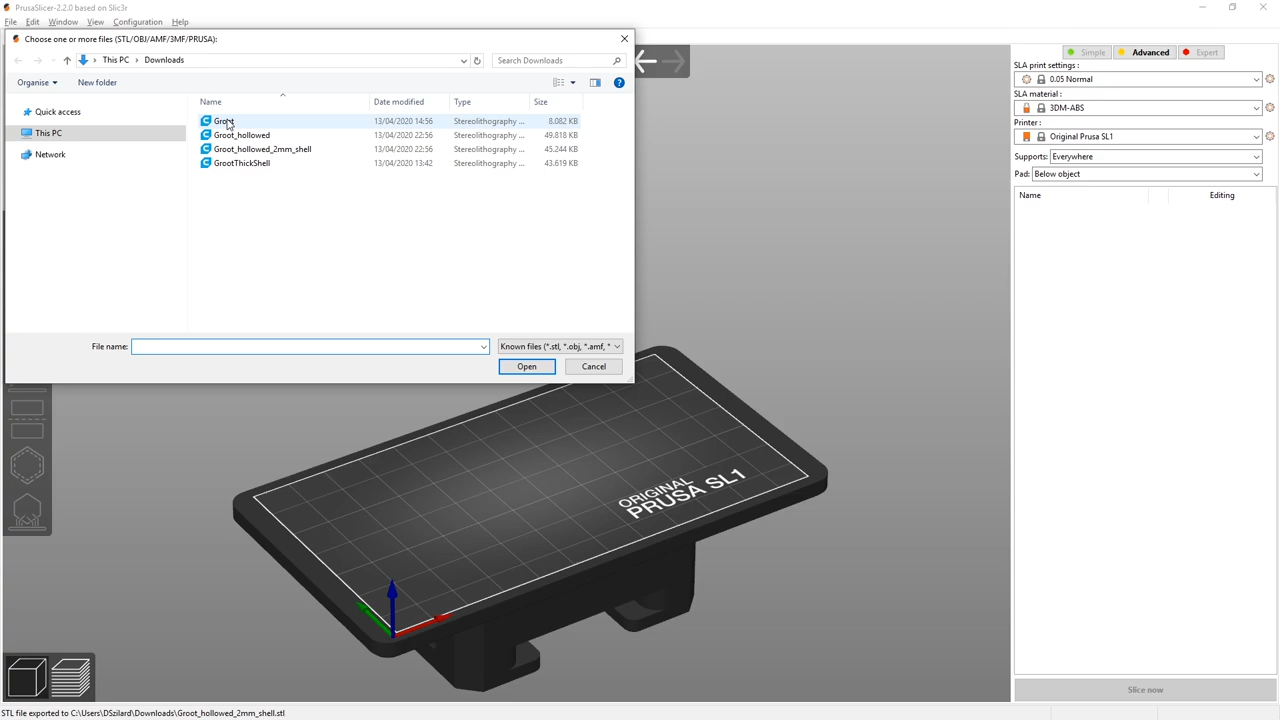 PrusaSlicer-2.2.0 based on Slic3r
File Edit Window View Configuration Help
Choose one or more files (STL/OBJ/AMF/3MF/PRUSA):
This PC Downloads
Search Downloads
Organise New folder
Name Date modified Type Size
Quick access
This PC
Network
Groot 13/04/2020 14:56 Stereolithography ... 8.082 KB
Groot_hollowed 13/04/2020 22:56 Stereolithography ... 49.818 KB
Groot_hollowed_2mm_shell 13/04/2020 22:56 Stereolithography ... 45.244 KB
GrootThickShell 13/04/2020 13:42 Stereolithography ... 43.619 KB
File name:
Known files (*.stl, *.obj, *.amf, *
Open Cancel
Simple Advanced Expert
SLA print settings :
0.05 Normal
SLA material :
3DM-ABS
Printer :
Original Prusa SL1
Supports: Everywhere
Pad: Below object
Name Editing
ORIGINAL
PRUSA SL1
Slice now
STL file exported to C:\Users\DSzilard\Downloads\Groot_hollowed_2mm_shell.stl